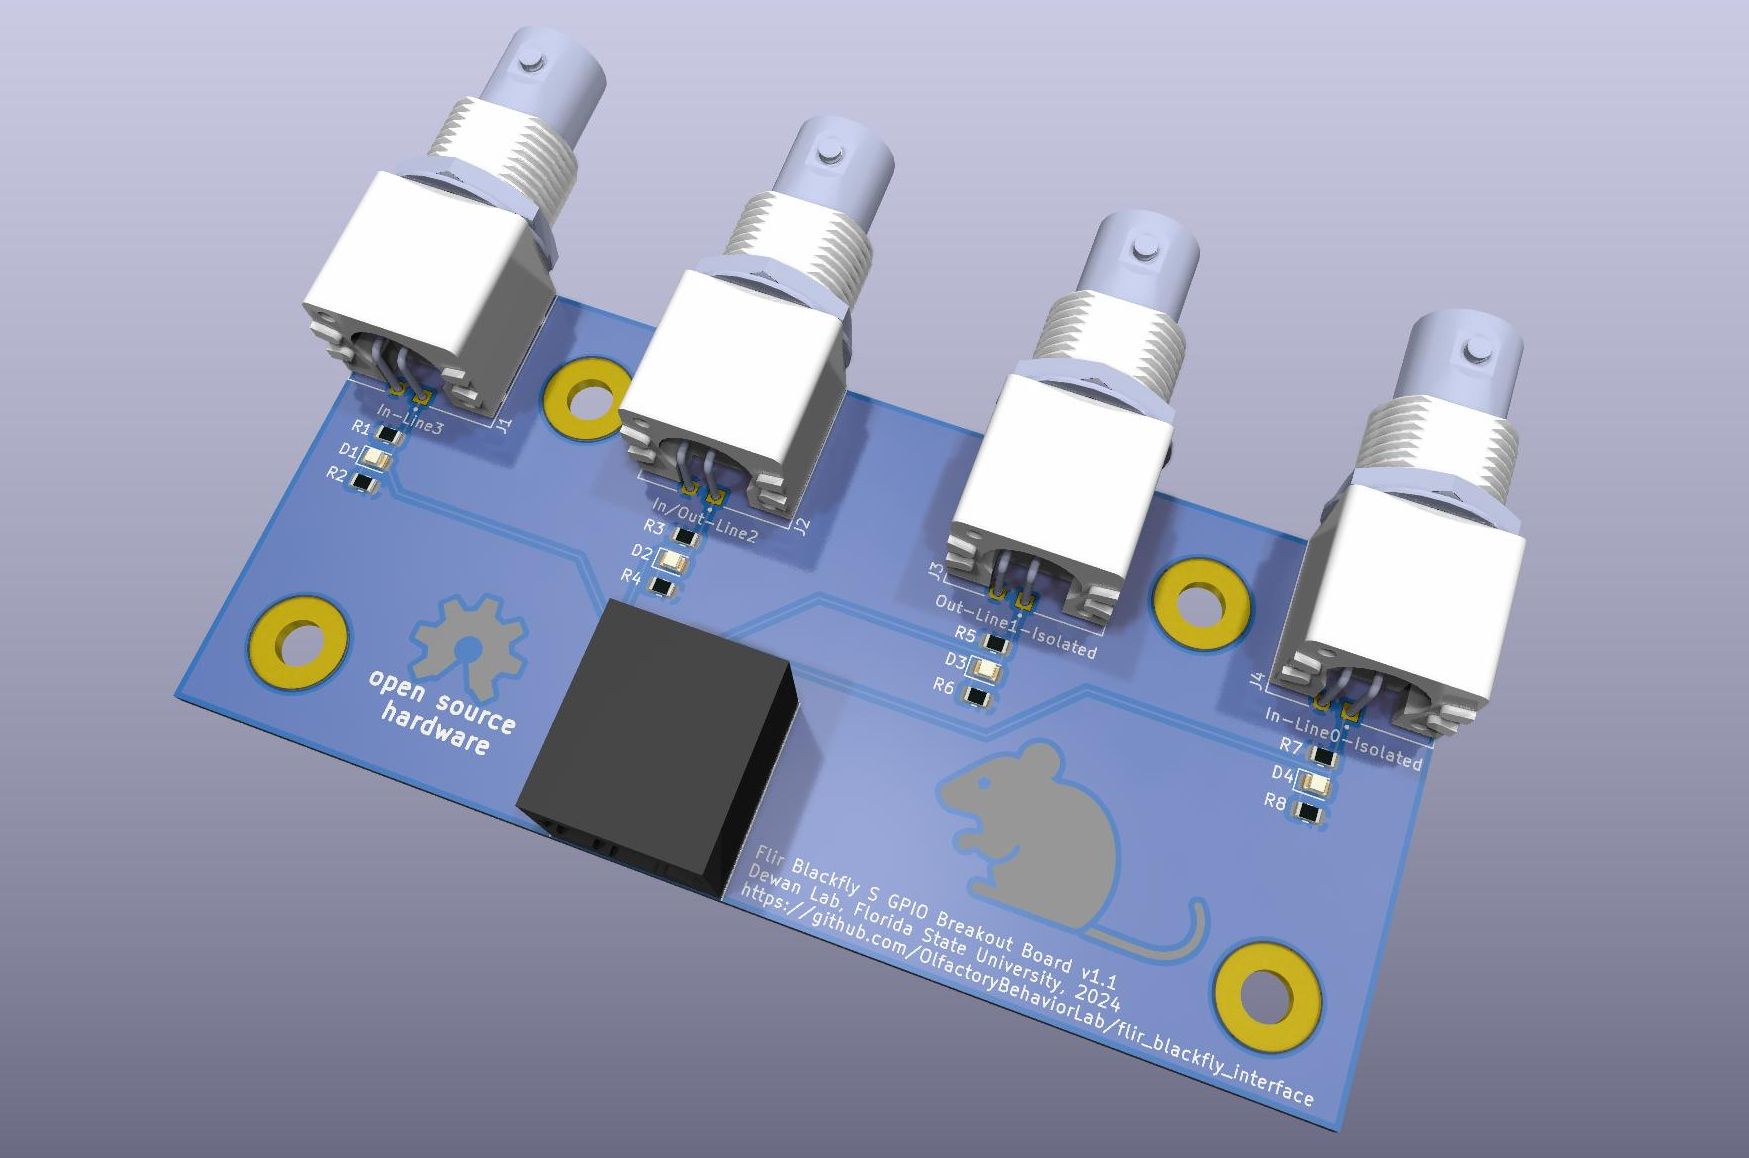 In-Line3
J1
R1
D1
R2
In/Out-Line2
J2
R3
D2
R4
J3
Out-Line1-Isolated
R5
D3
R6
J4
In-Line0-Isolated
R7
D4
R8
open source
hardware
Flir Blackfly S GPIO Breakout Board v1.1
Dewan Lab, Florida State University, 2024
https://github.com/OlfactoryBehaviorLab/flir_blackfly_interface